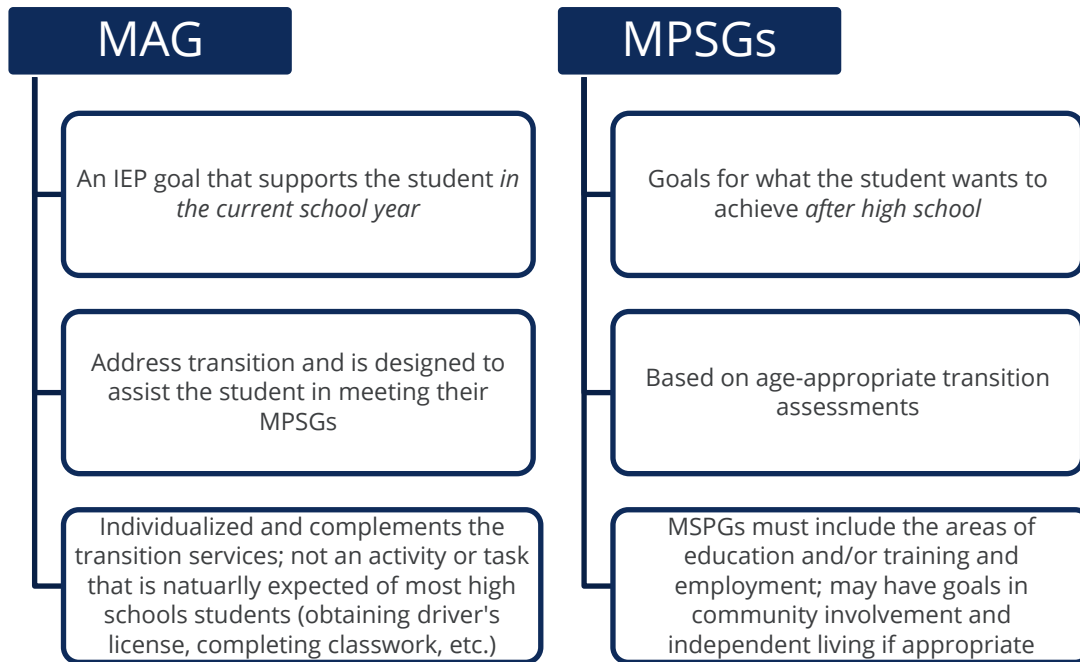 MAG
An IEP goal that supports the student in
the current school year
Address transition and is designed to
assist the student in meeting their
MPSGs
Individualized and complements the
transition services; not an activity or task
that is natuarlly expected of most high
schools students (obtaining driver's
license, completing classwork, etc.)
MPSGs
Goals for what the student wants to
achieve after high school
Based on age-appropriate transition
assessments
MSPGs must include the areas of
education and/or training and
employment; may have goals in
community involvement and
independent living if appropriate